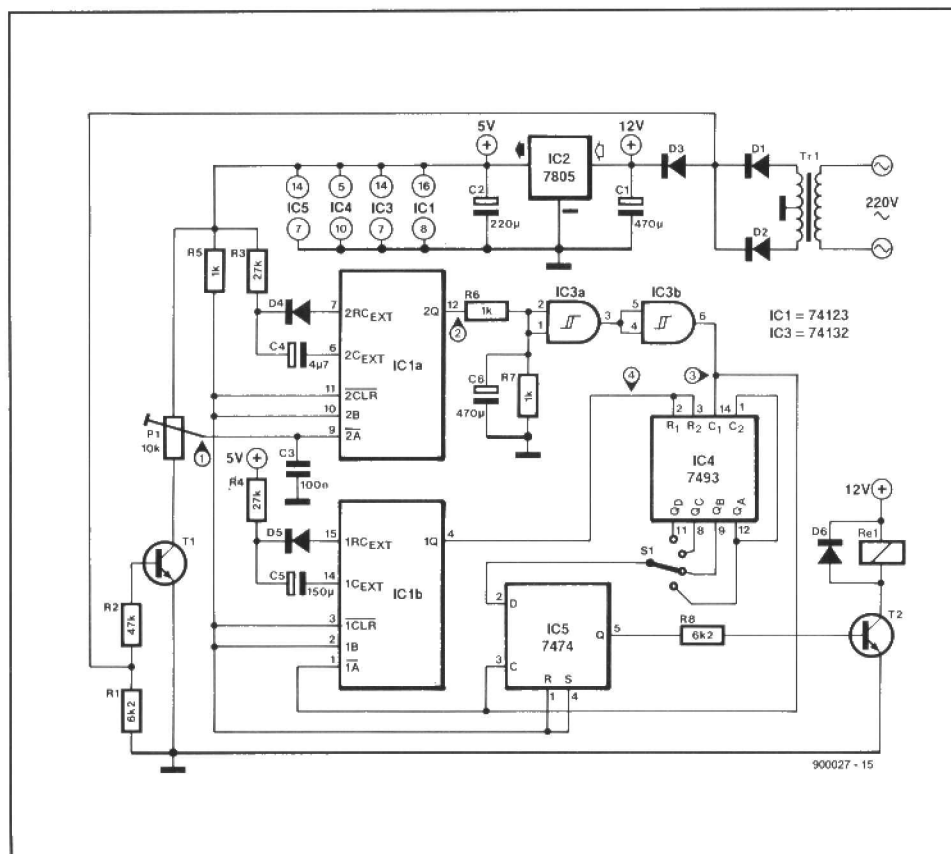 5V
12V
IC2
7805
D3
D1
Tr1
220V
D2
C2
220µ
C1
470µ
14
5
14
16
IC5
IC4
IC3
IC1
7
10
7
8
R5
1k
R3
27k
D4
C4
4µ7
7
2RCEXT
6
2CEXT
11
2CLR
10
2B
9
2A
IC1a
2Q
12
R6
1k
2
IC3a
2
1
3
IC3b
5
4
6
IC1 = 74123
IC3 = 74132
C6
470µ
R7
1k
4
3
P1
10k
1
C3
100n
5V
R4
27k
D5
C5
150µ
15
1RCEXT
14
1CEXT
3
1CLR
2
1B
1
1A
IC1b
1Q
4
2
3
14
1
R1
R2
C1
C2
IC4
7493
QD
QC
QB
QA
11
8
9
12
S1
12V
D6
Re1
T1
R2
47k
R1
6k2
2
D
IC5
7474
Q
5
3
C
R
S
1
4
R8
6k2
T2
900027 - 15